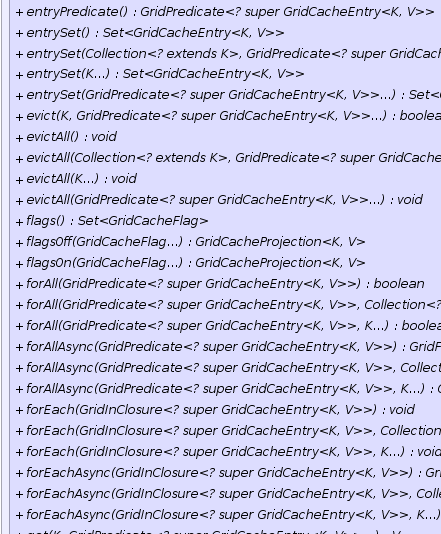 + entryPredicate() : GridPredicate<? super GridCacheEntry<K, V>>
+ entrySet() : Set<GridCacheEntry<K, V>>
+ entrySet(Collection<? extends K>, GridPredicate<? super GridCach
+ entrySet(K...) : Set<GridCacheEntry<K, V>>
+ entrySet(GridPredicate<? super GridCacheEntry<K, V>>...) : Set<
+ evict(K, GridPredicate<? super GridCacheEntry<K, V>>...) : boolea
+ evictAll() : void
+ evictAll(Collection<? extends K>, GridPredicate<? super GridCache
+ evictAll(K...) : void
+ evictAll(GridPredicate<? super GridCacheEntry<K, V>>...) : void
+ flags() : Set<GridCacheFlag>
+ flagsOff(GridCacheFlag...) : GridCacheProjection<K, V>
+ flagsOn(GridCacheFlag...) : GridCacheProjection<K, V>
+ forAll(GridPredicate<? super GridCacheEntry<K, V>>) : boolean
+ forAll(GridPredicate<? super GridCacheEntry<K, V>>, Collection<?
+ forAll(GridPredicate<? super GridCacheEntry<K, V>>, K...) : boolea
+ forAllAsync(GridPredicate<? super GridCacheEntry<K, V>>) : GridF
+ forAllAsync(GridPredicate<? super GridCacheEntry<K, V>>, Collect
+ forAllAsync(GridPredicate<? super GridCacheEntry<K, V>>, K...) : 
+ forEach(GridInClosure<? super GridCacheEntry<K, V>>) : void
+ forEach(GridInClosure<? super GridCacheEntry<K, V>>, Collection
+ forEach(GridInClosure<? super GridCacheEntry<K, V>>, K...) : void
+ forEachAsync(GridInClosure<? super GridCacheEntry<K, V>>) : Gri
+ forEachAsync(GridInClosure<? super GridCacheEntry<K, V>>, Colle
+ forEachAsync(GridInClosure<? super GridCacheEntry<K, V>>, K...)